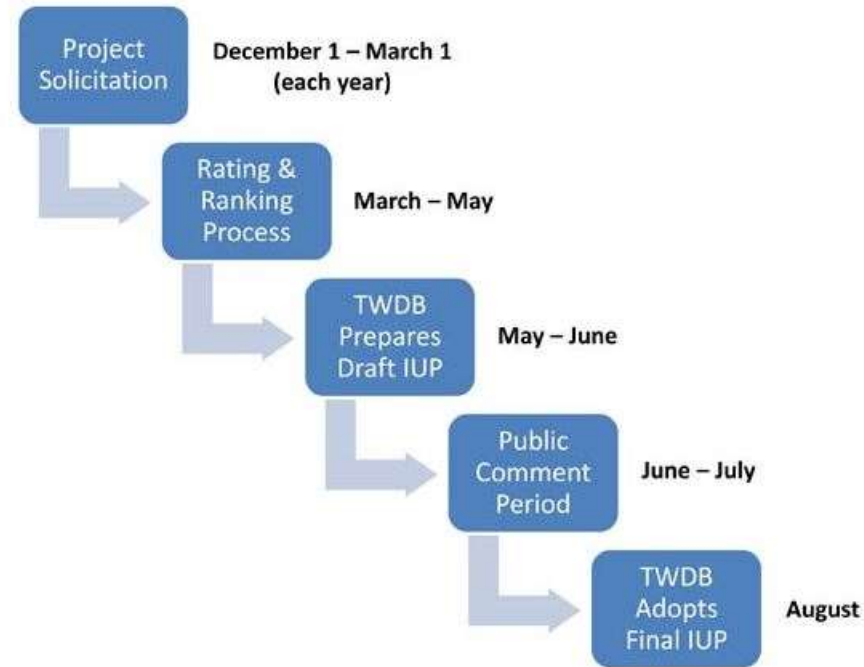 Project
Solicitation
December 1 – March 1
(each year)
Rating &
Ranking
Process
March – May
TWDB
Prepares
Draft IUP
May – June
Public
Comment
Period
June – July
TWDB
Adopts
Final IUP
August